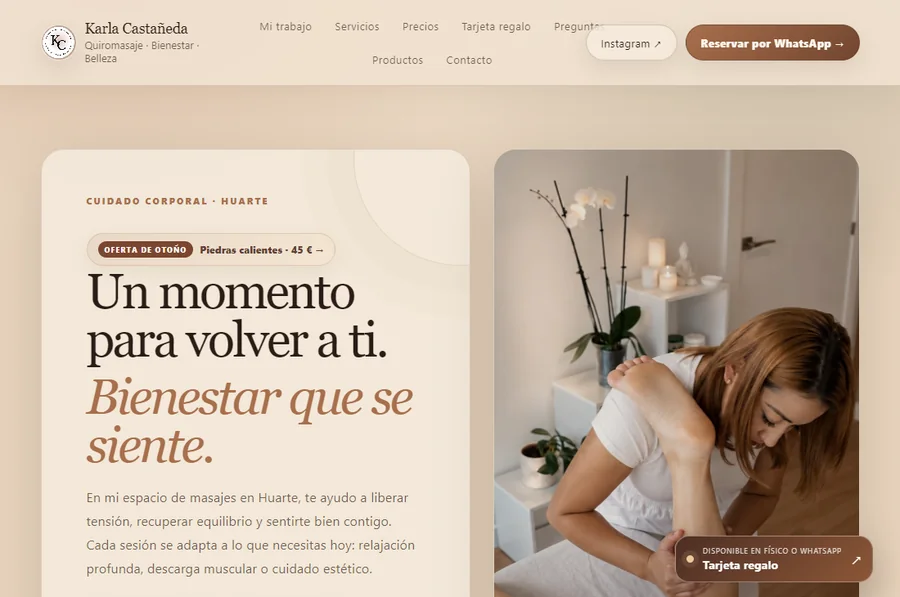 KC
Karla Castañeda
Quiromasaje · Bienestar ·
Belleza
Mi trabajo
Servicios
Precios
Tarjeta regalo
Productos
Contacto
Instagram ↗
Reservar por WhatsApp →
CUIDADO CORPORAL · HUARTE
OFERTA DE OTOÑO Piedras calientes · 45 € →
Un momento
para volver a ti.
Bienestar que se
siente.
En mi espacio de masajes en Huarte, te ayudo a liberar
tensión, recuperar equilibrio y sentirte bien contigo.
Cada sesión se adapta a lo que necesitas hoy: relajación
profunda, descarga muscular o cuidado estético.
DISPONIBLE EN FÍSICO O WHATSAPP
Tarjeta regalo ↗